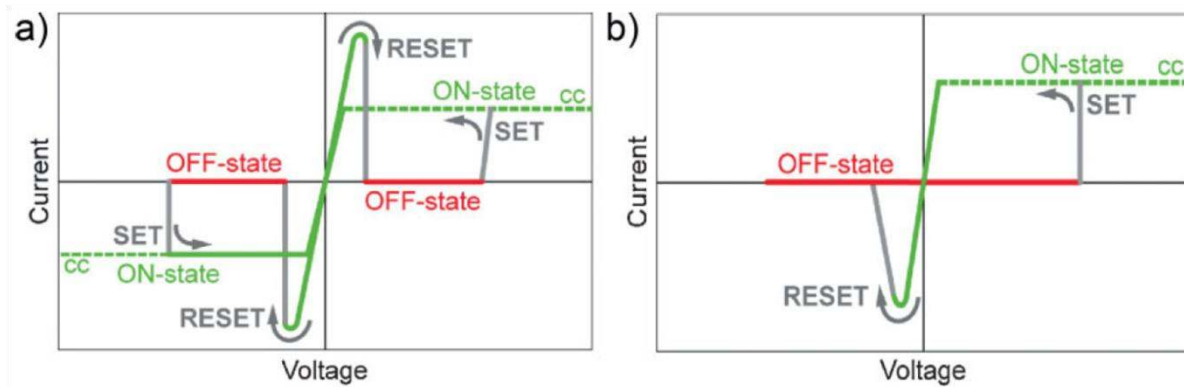 a)
RESET
ON-state
cc
SET
OFF-state
OFF-state
SET
cc
ON-state
RESET
Current
Voltage
b)
ON-state
cc
SET
OFF-state
RESET
Current
Voltage